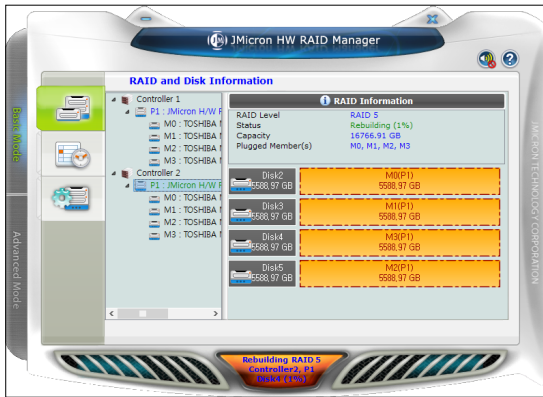 JM JMicron HW RAID Manager
RAID and Disk Information
Basic Mode
Advanced Mode
Controller 1
P1 : JMicron H/W R
M0 : TOSHIBA
M1 : TOSHIBA
M2 : TOSHIBA
M3 : TOSHIBA
Controller 2
P1 : JMicron H/W R
M0 : TOSHIBA
M1 : TOSHIBA
M2 : TOSHIBA
M3 : TOSHIBA
RAID Information
RAID Level RAID 5
Status Rebuilding (1%)
Capacity 16766.91 GB
Plugged Member(s) M0, M1, M2, M3
Disk2 M0(P1)
5588,97 GB 5588,97 GB
Disk3 M1(P1)
5588,97 GB 5588,97 GB
Disk4 M3(P1)
5588,97 GB 5588,97 GB
Disk5 M2(P1)
5588,97 GB 5588,97 GB
JMICRON TECHNOLOGY CORPORATION
Rebuilding RAID 5
Controller2, P1
Disk4 (1%)